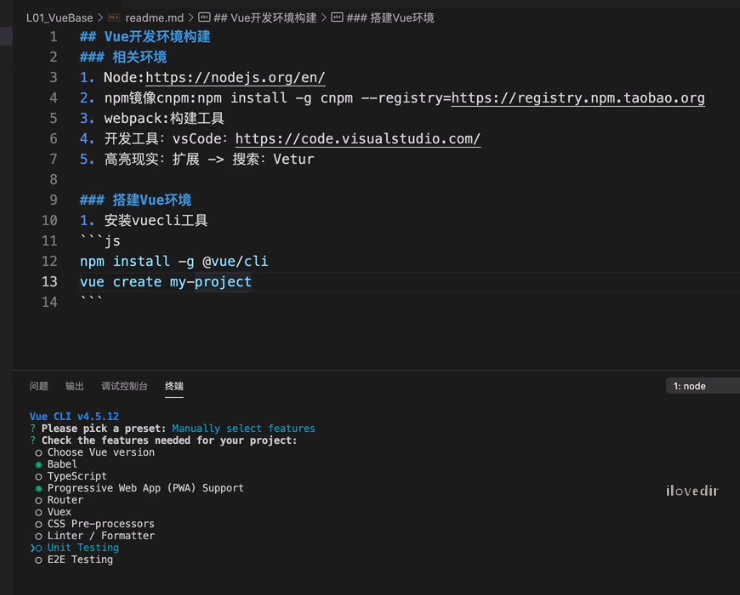 L01_VueBase > readme.md > ## Vue开发环境构建 > ### 搭建Vue环境
1 ## Vue开发环境构建
2 ### 相关环境
3 1. Node:https://nodejs.org/en/
4 2. npm镜像cnpm:npm install -g cnpm --registry=https://registry.npm.taobao.org
5 3. webpack:构建工具
6 4. 开发工具: vsCode: https://code.visualstudio.com/
7 5. 高亮现实: 扩展 -> 搜索: Vetur
8
9 ### 搭建Vue环境
10 1. 安装vuecli工具
11 ```js
12 npm install -g @vue/cli
13 vue create my-project
14 ```
问题 输出 调试控制台 终端 1: node
Vue CLI v4.5.12
? Please pick a preset: Manually select features
? Check the features needed for your project:
○ Choose Vue version
◉ Babel
○ TypeScript
◉ Progressive Web App (PWA) Support
○ Router
○ Vuex
○ CSS Pre-processors
○ Linter / Formatter
❯○ Unit Testing
○ E2E Testing
ilovedir